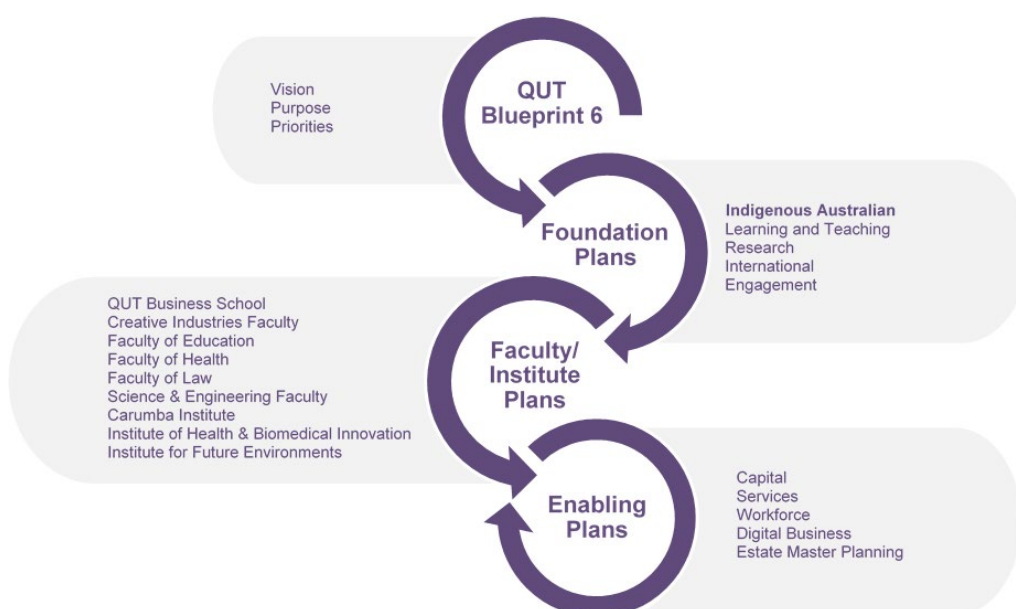 Vision
Purpose
Priorities
QUT
Blueprint 6
Foundation
Plans
Indigenous Australian
Learning and Teaching
Research
International
Engagement
QUT Business School
Creative Industries Faculty
Faculty of Education
Faculty of Health
Faculty of Law
Science & Engineering Faculty
Carumba Institute
Institute of Health & Biomedical Innovation
Institute for Future Environments
Faculty/
Institute
Plans
Enabling
Plans
Capital
Services
Workforce
Digital Business
Estate Master Planning